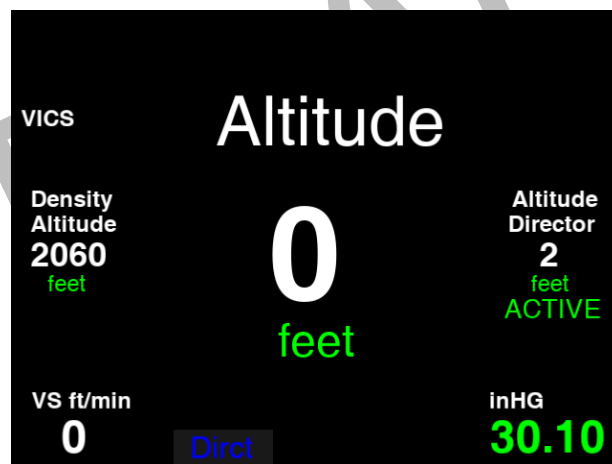 VICS
Altitude
Density
Altitude
2060
feet
0
feet
Altitude
Director
2
feet
ACTIVE
VS ft/min
0
Dirct
inHG
30.10